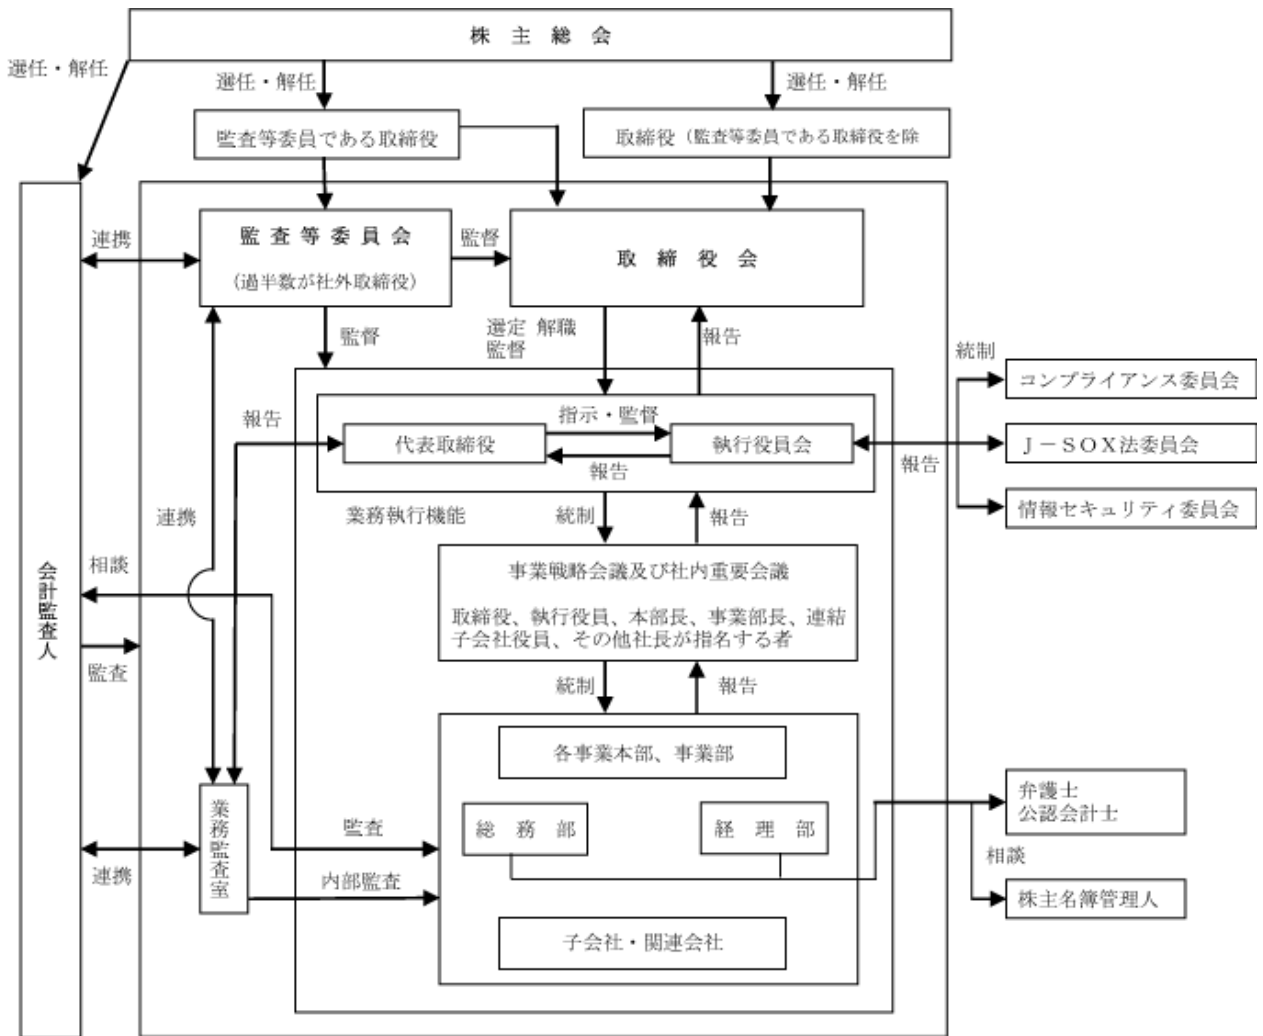 株主総会
選任・解任
選任・解任
選任・解任
監査等委員である取締役
取締役（監査等委員である取締役を除
監査等委員会
（過半数が社外取締役）
監督
取締役会
連携
監督
選定 解職
監督
報告
統制
コンプライアンス委員会
報告
指示・監督
代表取締役
執行役員会
報告
報告
J－SOX法委員会
連携
業務執行機能
統制
報告
情報セキュリティ委員会
会計監査人
相談
事業戦略会議及び社内重要会議
取締役、執行役員、本部長、事業部長、連結
子会社役員、その他社長が指名する者
監査
統制
報告
各事業本部、事業部
業務監査室
監査
総務部
経理部
弁護士
公認会計士
相談
連携
内部監査
株主名簿管理人
子会社・関連会社